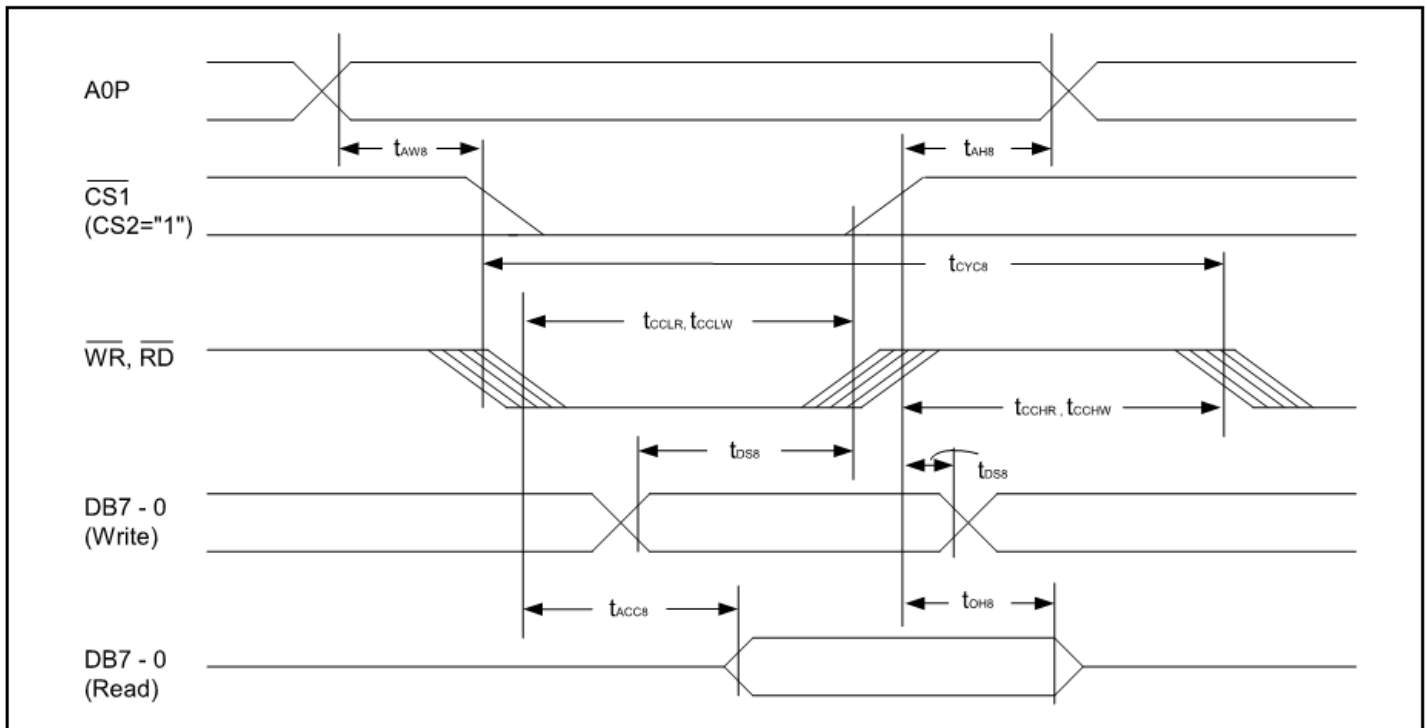 A0P
tAW8
tAH8
CS1
(CS2="1")
tCYC8
tCCLR, tCCLW
WR, RD
tCCHR , tCCHW
tDS8
tDS8
DB7 - 0
(Write)
tACC8
tOH8
DB7 - 0
(Read)